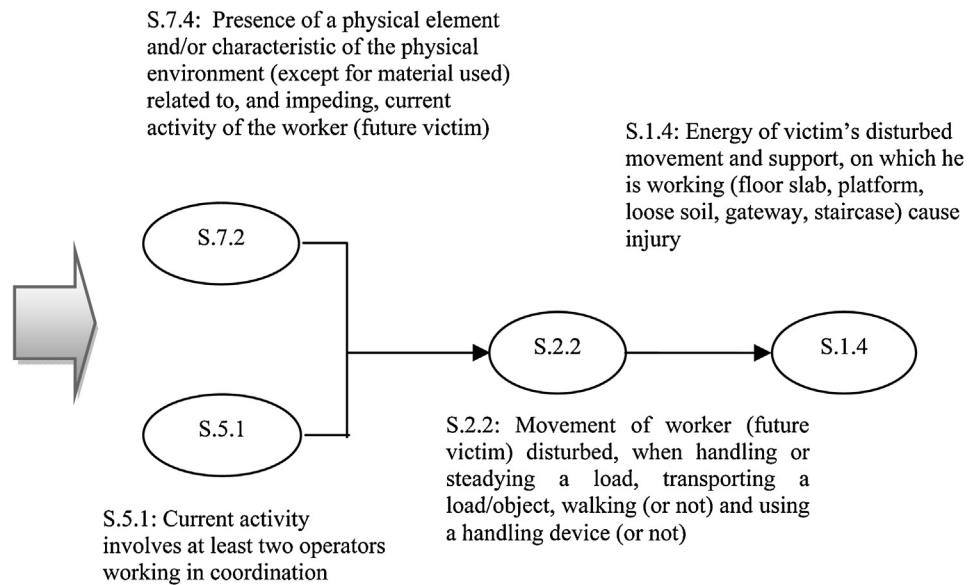 S.7.4: Presence of a physical element
and/or characteristic of the physical
environment (except for material used)
related to, and impeding, current
activity of the worker (future victim)
S.1.4: Energy of victim's disturbed
movement and support, on which he
is working (floor slab, platform,
loose soil, gateway, staircase) cause
injury
S.7.2
S.2.2
S.1.4
S.5.1
S.2.2: Movement of worker (future
victim) disturbed, when handling or
steadying a load, transporting a
load/object, walking (or not) and using
a handling device (or not)
S.5.1: Current activity
involves at least two operators
working in coordination